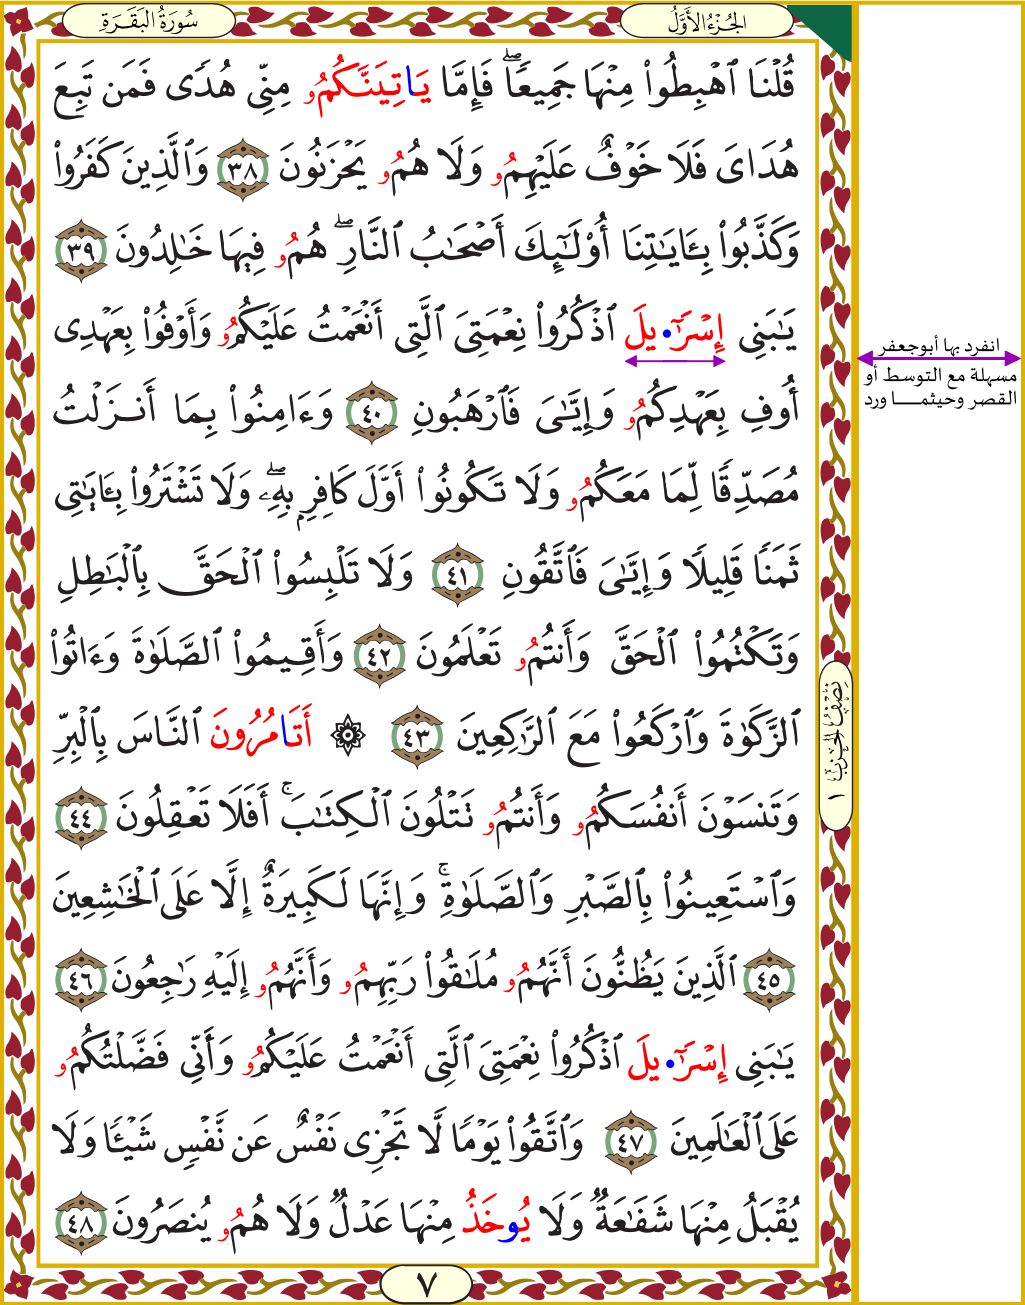 الجُزْءُ الأَوَّلُ
سُورَةُ البَقَرَةِ
قُلْنَا ٱهْبِطُوا۟ مِنْهَا جَمِيعًاۖ فَإِمَّا يَاتِيَنَّكُمُۥ مِنِّى هُدًى فَمَن تَبِعَ
هُدَاىَ فَلَا خَوْفٌ عَلَيْهِمُۥ وَلَا هُمُۥ يَحْزَنُونَ ٣٨ وَٱلَّذِينَ كَفَرُوا۟
وَكَذَّبُوا۟ بِـَٔايَـٰتِنَا أُو۟لَـٰٓئِكَ أَصْحَـٰبُ ٱلنَّارِۖ هُمُۥ فِيهَا خَـٰلِدُونَ ٣٩
يَـٰبَنِى إِسْرَٰٓ•يلَ ٱذْكُرُوا۟ نِعْمَتِىَ ٱلَّتِى أَنْعَمْتُ عَلَيْكُمُۥ وَأَوْفُوا۟ بِعَهْدِى
أُوفِ بِعَهْدِكُمُۥ وَإِيَّـٰىَ فَٱرْهَبُونِ ٤٠ وَءَامِنُوا۟ بِمَا أَنزَلْتُ
مُصَدِّقًا لِّمَا مَعَكُمُۥ وَلَا تَكُونُوا۟ أَوَّلَ كَافِرٍۭ بِهِۦۖ وَلَا تَشْتَرُوا۟ بِـَٔايَـٰتِى
ثَمَنًا قَلِيلًا وَإِيَّـٰىَ فَٱتَّقُونِ ٤١ وَلَا تَلْبِسُوا۟ ٱلْحَقَّ بِٱلْبَـٰطِلِ
وَتَكْتُمُوا۟ ٱلْحَقَّ وَأَنتُمُۥ تَعْلَمُونَ ٤٢ وَأَقِيمُوا۟ ٱلصَّلَوٰةَ وَءَاتُوا۟
ٱلزَّكَوٰةَ وَٱرْكَعُوا۟ مَعَ ٱلرَّٰكِعِينَ ٤٣ ۞ أَتَامُرُونَ ٱلنَّاسَ بِٱلْبِرِّ
وَتَنسَوْنَ أَنفُسَكُمُۥ وَأَنتُمُۥ تَتْلُونَ ٱلْكِتَـٰبَۚ أَفَلَا تَعْقِلُونَ ٤٤
وَٱسْتَعِينُوا۟ بِٱلصَّبْرِ وَٱلصَّلَوٰةِۚ وَإِنَّهَا لَكَبِيرَةٌ إِلَّا عَلَى ٱلْخَـٰشِعِينَ
٤٥ ٱلَّذِينَ يَظُنُّونَ أَنَّهُمُۥ مُلَـٰقُوا۟ رَبِّهِمُۥ وَأَنَّهُمُۥ إِلَيْهِ رَٰجِعُونَ ٤٦
يَـٰبَنِى إِسْرَٰٓ•يلَ ٱذْكُرُوا۟ نِعْمَتِىَ ٱلَّتِى أَنْعَمْتُ عَلَيْكُمُۥ وَأَنِّى فَضَّلْتُكُمُۥ
عَلَى ٱلْعَـٰلَمِينَ ٤٧ وَٱتَّقُوا۟ يَوْمًا لَّا تَجْزِى نَفْسٌ عَن نَّفْسٍ شَيْـًٔا وَلَا
يُقْبَلُ مِنْهَا شَفَـٰعَةٌ وَلَا يُوخَذُ مِنْهَا عَدْلٌ وَلَا هُمُۥ يُنصَرُونَ ٤٨
انفرد بها أبوجعفر
مسهلة مع التوسط أو
القصر وحيثمـــا ورد
نِصْفُ الحِزْبِ ١
٧